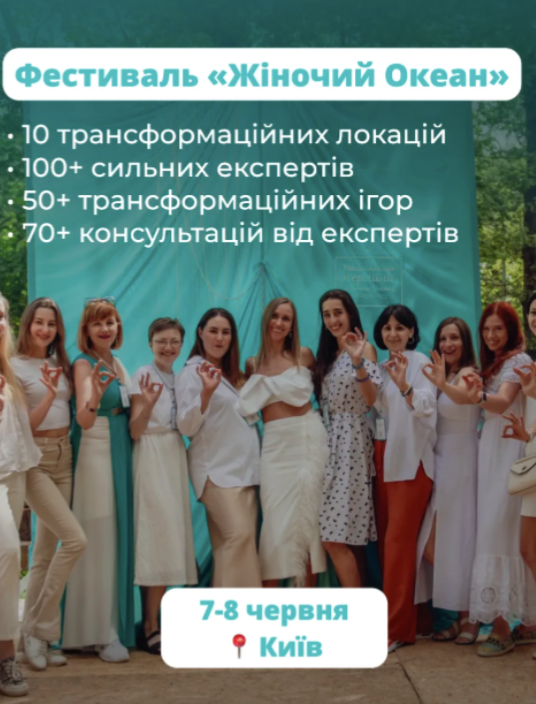 Фестиваль «Жіночий Океан»
• 10 трансформаційних локацій
• 100+ сильних експертів
• 50+ трансформаційних ігор
• 70+ консультацій від експертів
7-8 червня
📍 Київ